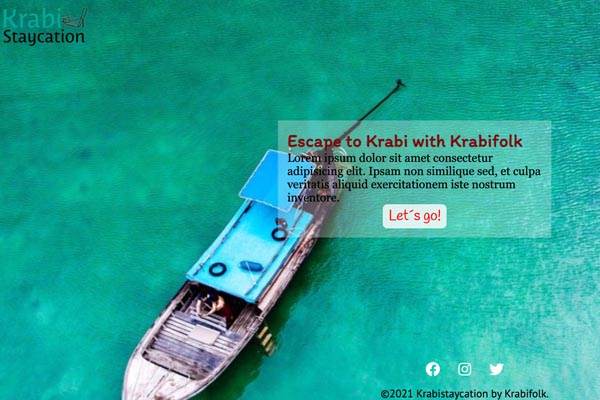 Krabi
Staycation
Escape to Krabi with Krabifolk
Lorem ipsum dolor sit amet consectetur
adipisicing elit. Ipsam non similique sed, et culpa
veritatis aliquid exercitationem iste nostrum
inventore.
Let´s go!
©2021 Krabistaycation by Krabifolk.